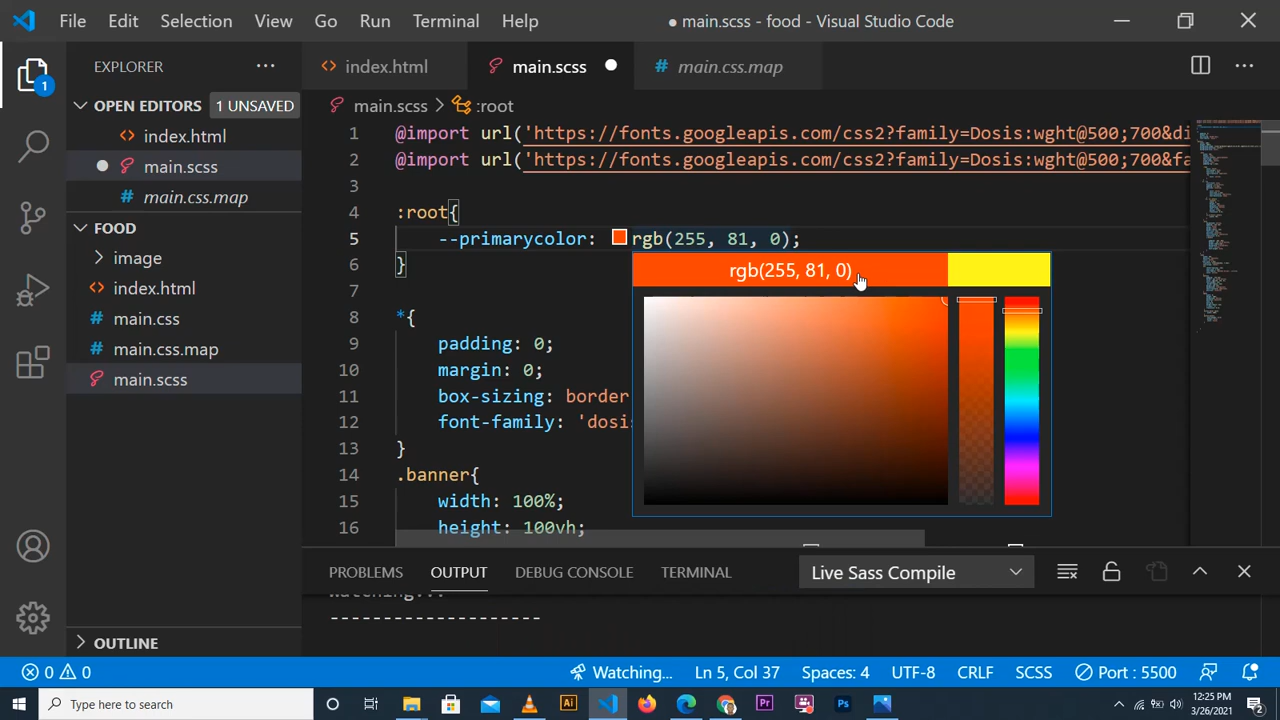 File Edit Selection View Go Run Terminal Help ● main.scss - food - Visual Studio Code
EXPLORER ···
index.html main.scss main.css.map
OPEN EDITORS 1 UNSAVED
index.html
main.scss
main.css.map
FOOD
image
index.html
main.css
main.css.map
main.scss
OUTLINE
1
main.scss > :root
1 @import url('https://fonts.googleapis.com/css2?family=Dosis:wght@500;700&di
2 @import url('https://fonts.googleapis.com/css2?family=Dosis:wght@500;700&fa
3
4 :root{
5 --primarycolor: rgb(255, 81, 0);
6 }
7
8 *{
9 padding: 0;
10 margin: 0;
11 box-sizing: border
12 font-family: 'dosis
13 }
14 .banner{
15 width: 100%;
16 height: 100vh;
rgb(255, 81, 0)
PROBLEMS OUTPUT DEBUG CONSOLE TERMINAL Live Sass Compile
Watching...
--------------------
0 0 Watching... Ln 5, Col 37 Spaces: 4 UTF-8 CRLF SCSS Port : 5500
Type here to search
Ai Pr Ps
12:25 PM
3/26/2021
2